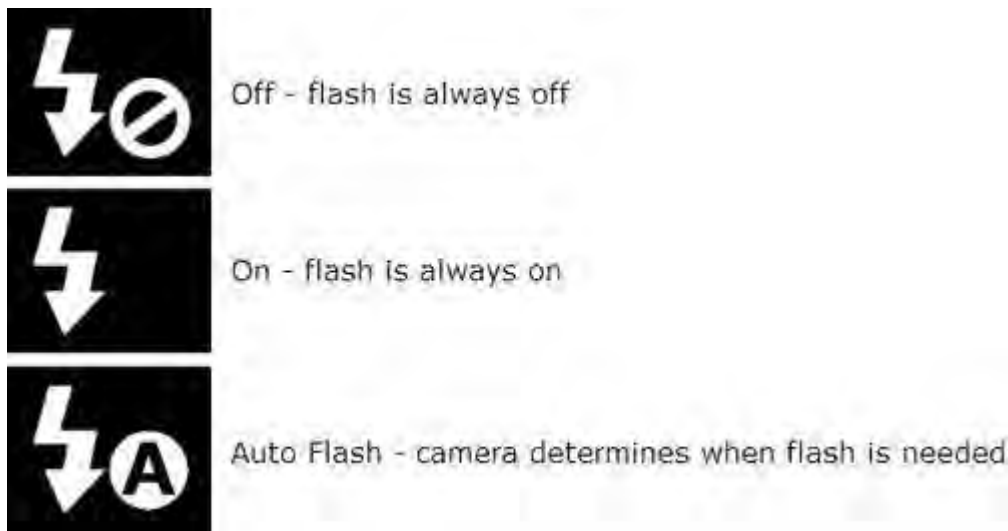 Off - flash is always off
On - flash is always on
A
Auto Flash - camera determines when flash is needed